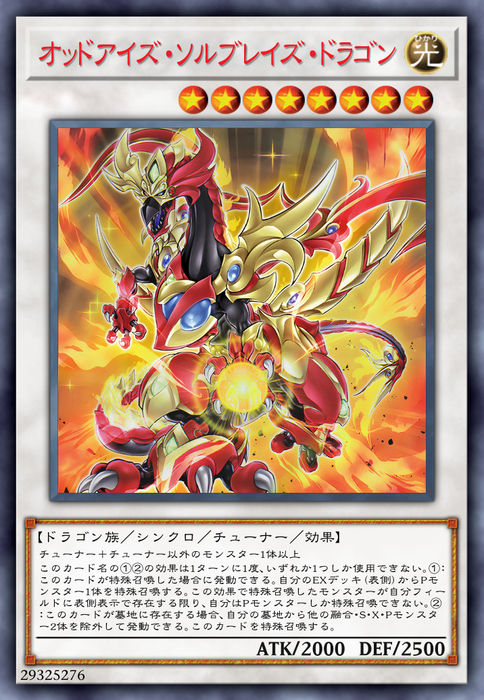 オッドアイズ・ソルブレイズ・ドラゴン
ひかり
光
【ドラゴン族／シンクロ／チューナー／効果】
チューナー＋チューナー以外のモンスター1体以上
このカード名の①②の効果は1ターンに1度、いずれか1つしか使用できない。①：
このカードが特殊召喚した場合に発動できる。自分のEXデッキ(表側)からPモ
ンスター1体を特殊召喚する。この効果で特殊召喚したモンスターが自分フィー
ルドに表側表示で存在する限り、自分はPモンスターしか特殊召喚できない。②
：このカードが墓地に存在する場合、自分の墓地から他の融合・S・X・Pモンスタ
ー2体を除外して発動できる。このカードを特殊召喚する。
ATK/2000 DEF/2500
29325276